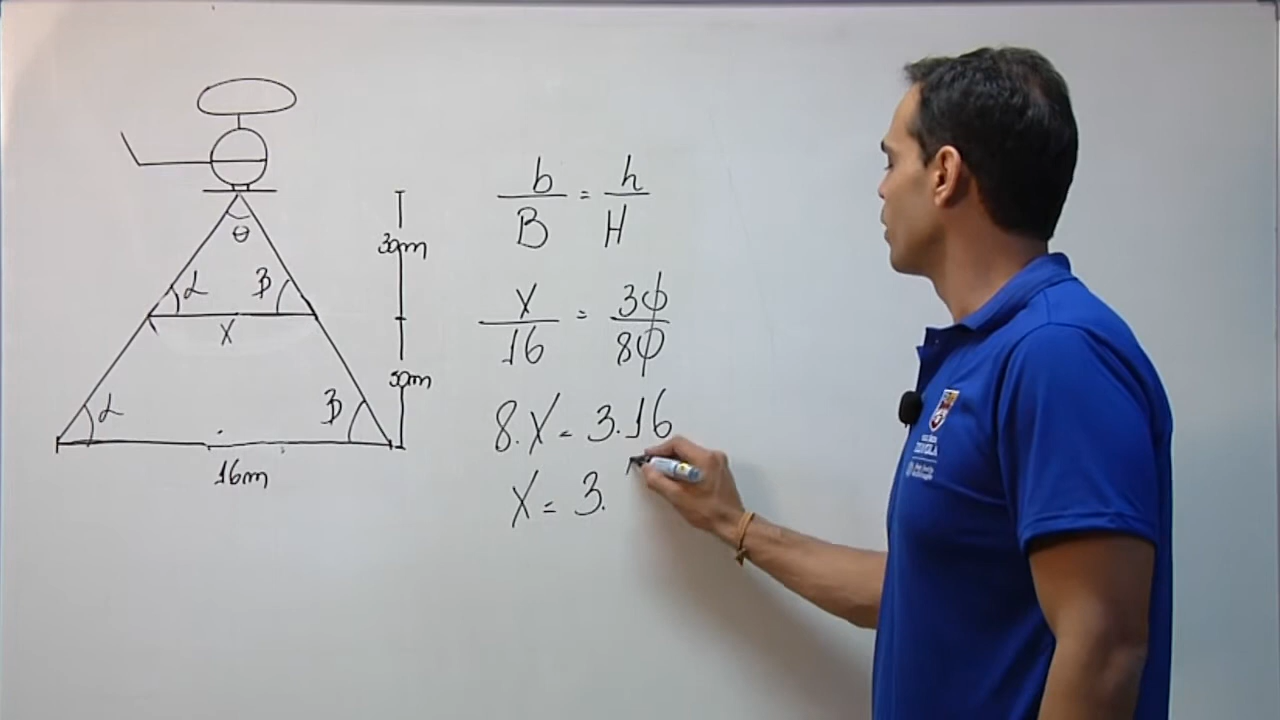 θ
30m
α β
X
50m
α β
16m
b/B = h/H
X/16 = 30/80
8.X = 3.16
X = 3.